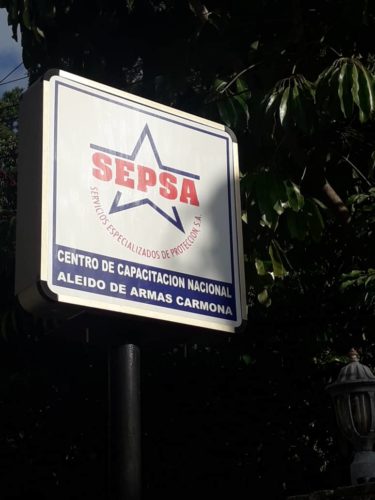 SEPSA
SERVICIOS ESPECIALIZADOS DE PROTECCION S.A.
CENTRO DE CAPACITACION NACIONAL
ALEIDO DE ARMAS CARMONA